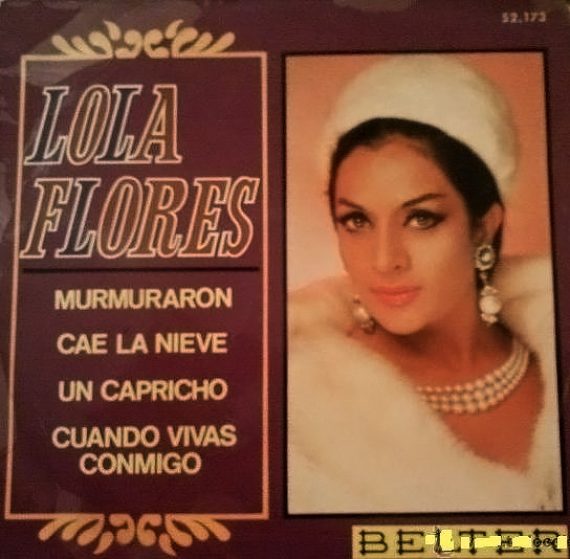 52.173
LOLA
FLORES
MURMURARON
CAE LA NIEVE
UN CAPRICHO
CUANDO VIVAS
CONMIGO
BELTER